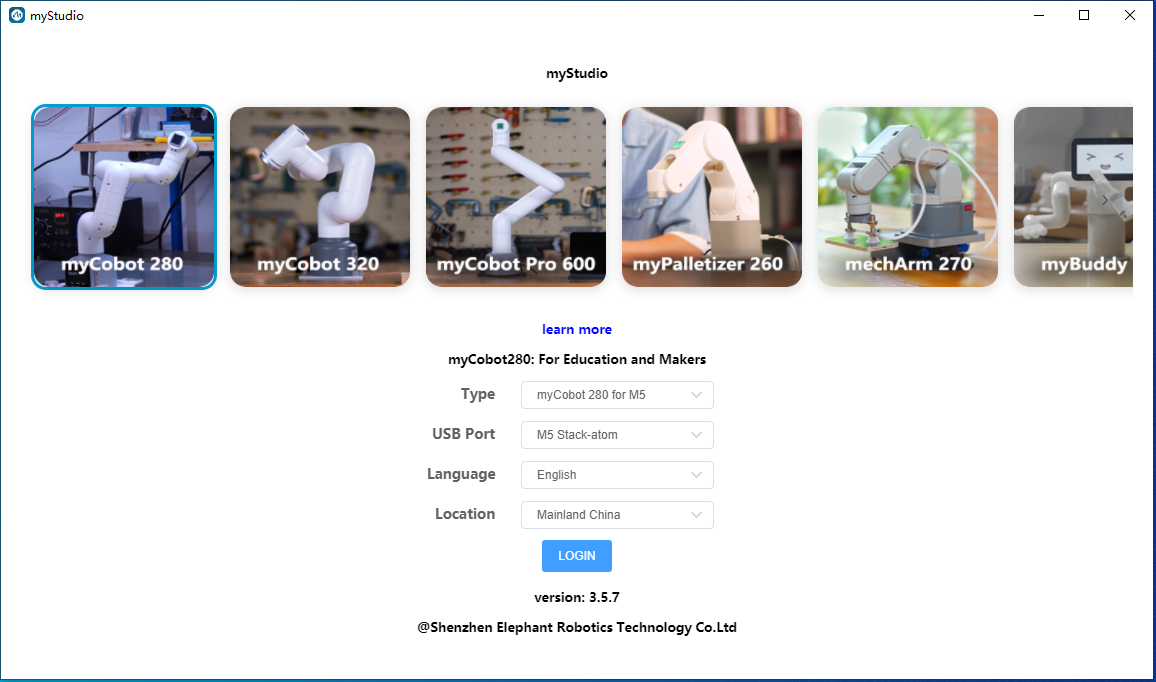 myStudio
myStudio
myCobot 280
myCobot 320
myCobot Pro 600
myPalletizer 260
mechArm 270
myBuddy
learn more
myCobot280: For Education and Makers
Type
myCobot 280 for M5
USB Port
M5 Stack-atom
Language
English
Location
Mainland China
LOGIN
version: 3.5.7
@Shenzhen Elephant Robotics Technology Co.Ltd